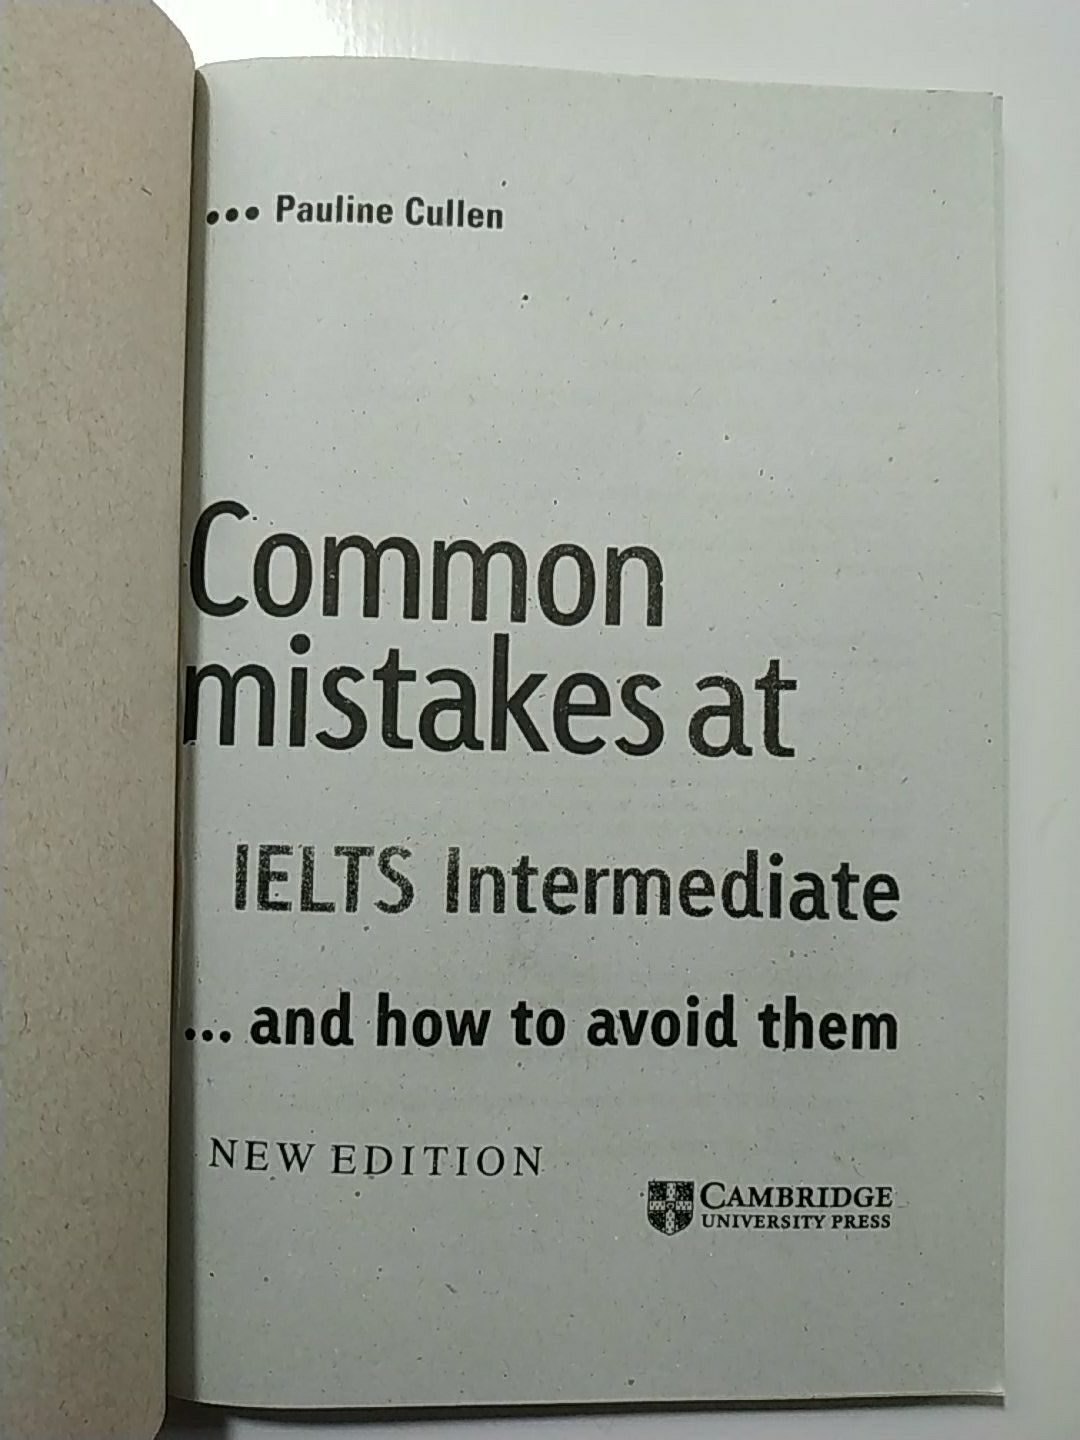 ... Pauline Cullen
Common
mistakes at
IELTS Intermediate
... and how to avoid them
NEW EDITION
CAMBRIDGE
UNIVERSITY PRESS